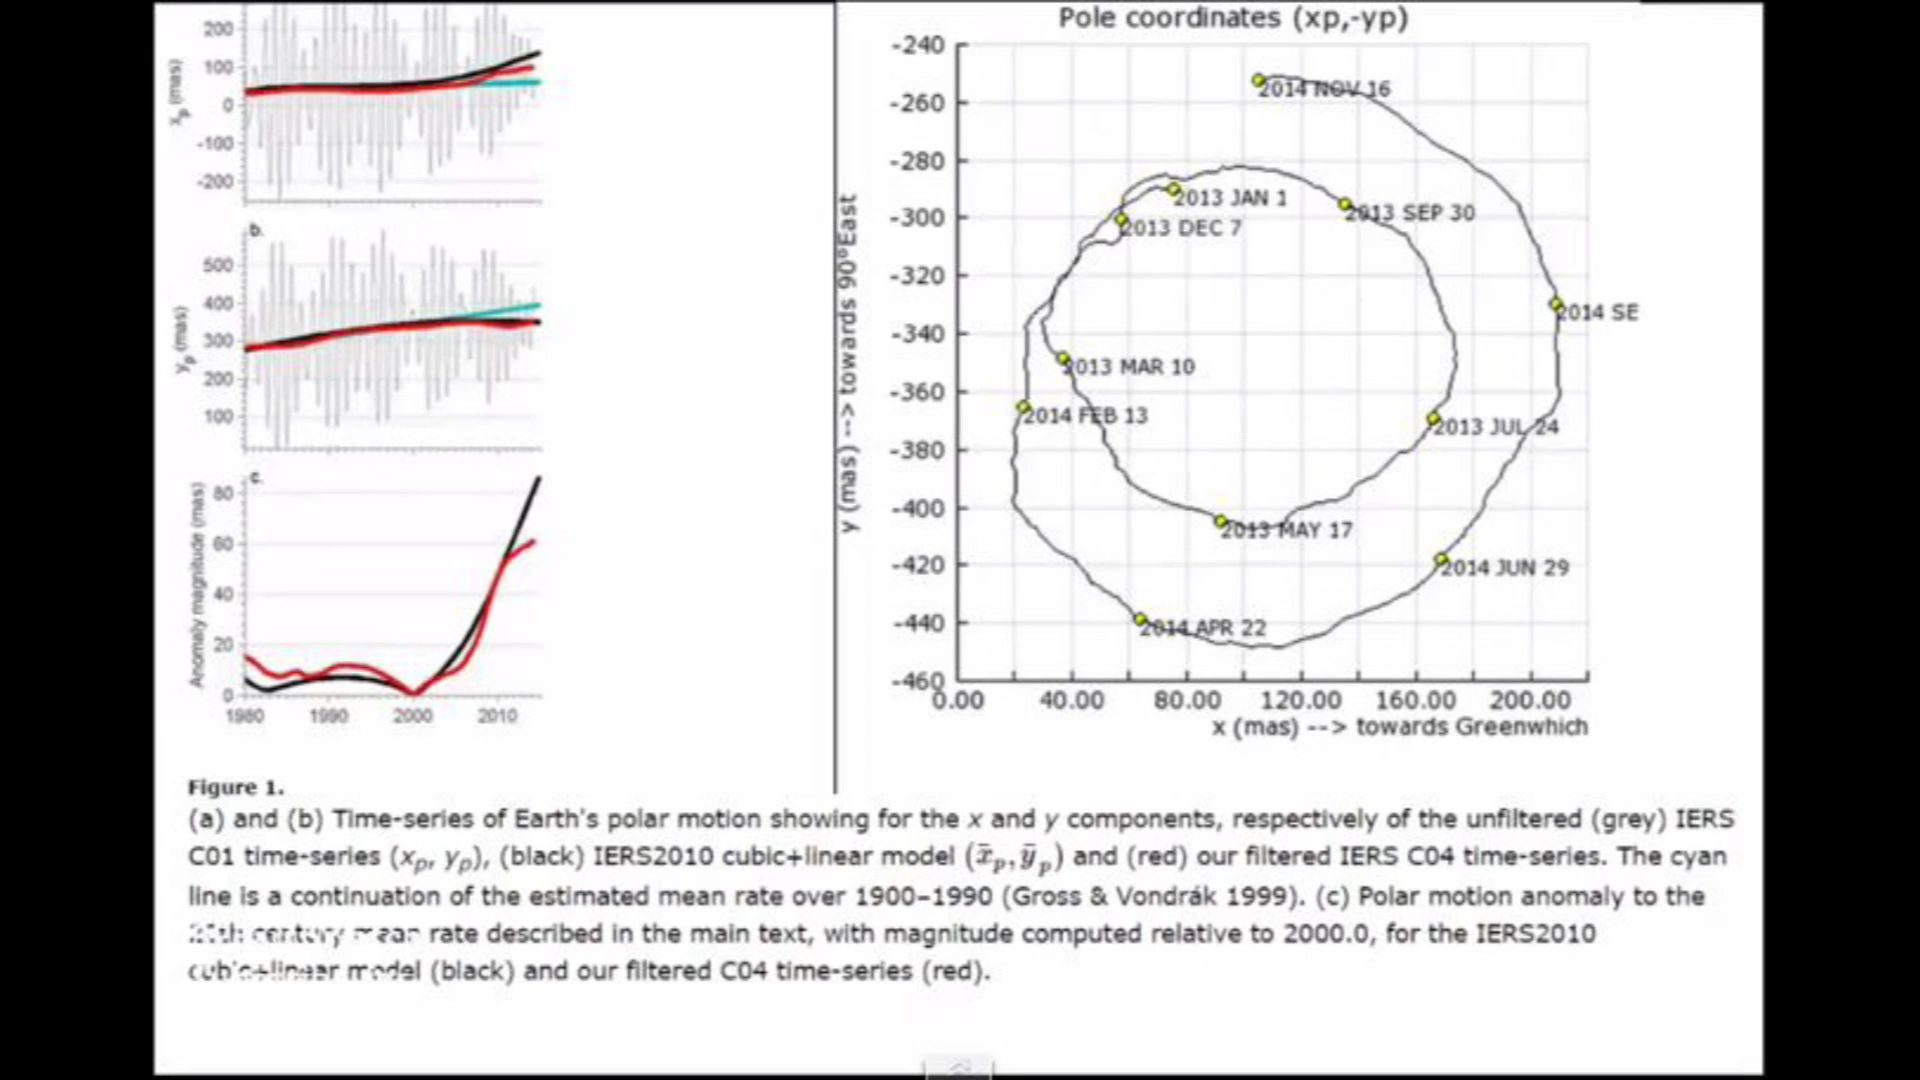 200
100
0
-100
-200
xp (mas)
b.
500
400
300
200
100
yp (mas)
c.
80
60
40
20
0
Anomaly magnitude (mas)
1980 1990 2000 2010
Pole coordinates (xp,-yp)
-240
-260
-280
-300
-320
-340
-360
-380
-400
-420
-440
-460
y (mas) --> towards 90°East
2014 NOV 16
2013 JAN 1
2013 SEP 30
2013 DEC 7
2014 SE
2013 MAR 10
2014 FEB 13
2013 JUL 24
2013 MAY 17
2014 JUN 29
2014 APR 22
0.00 40.00 80.00 120.00 160.00 200.00
x (mas) --> towards Greenwhich
Figure 1.
(a) and (b) Time-series of Earth's polar motion showing for the x and y components, respectively of the unfiltered (grey) IERS
C01 time-series (xp, yp), (black) IERS2010 cubic+linear model (x̄p, ȳp) and (red) our filtered IERS C04 time-series. The cyan
line is a continuation of the estimated mean rate over 1900–1990 (Gross & Vondrák 1999). (c) Polar motion anomaly to the
century mean rate described in the main text, with magnitude computed relative to 2000.0, for the IERS2010
cubic+linear model (black) and our filtered C04 time-series (red).